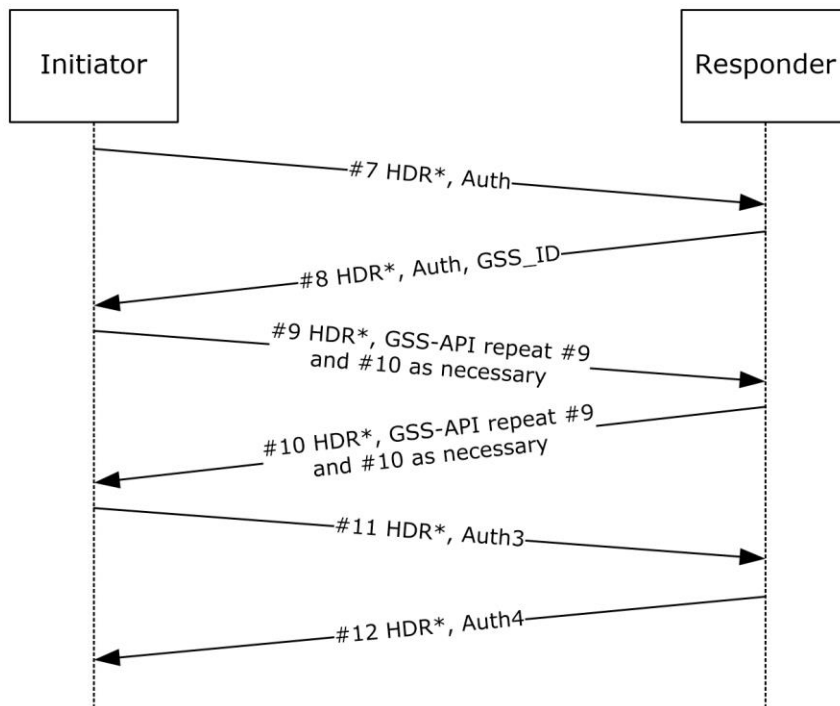 Initiator
Responder
#7 HDR*, Auth
#8 HDR*, Auth, GSS_ID
#9 HDR*, GSS-API repeat #9
and #10 as necessary
#10 HDR*, GSS-API repeat #9
and #10 as necessary
#11 HDR*, Auth3
#12 HDR*, Auth4